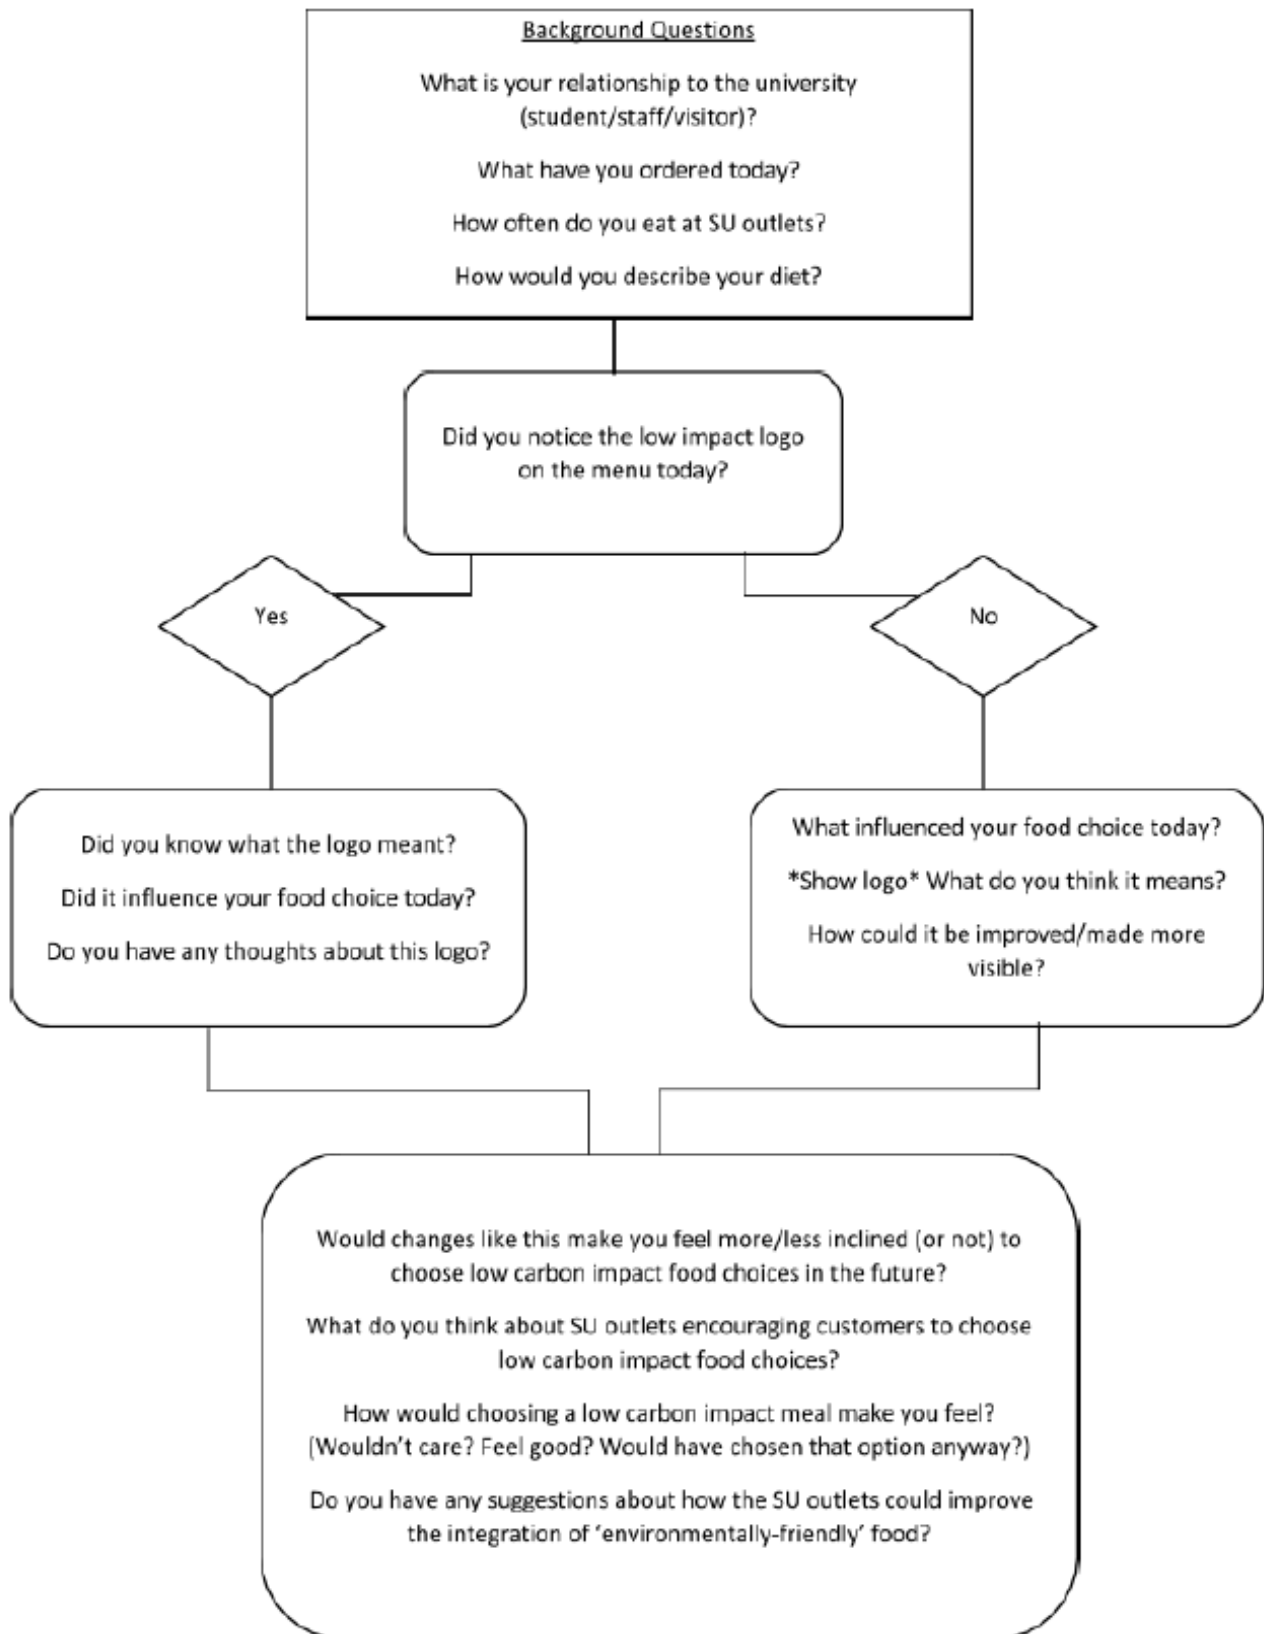 Background Questions
What is your relationship to the university
(student/staff/visitor)?
What have you ordered today?
How often do you eat at SU outlets?
How would you describe your diet?
Did you notice the low impact logo
on the menu today?
Yes
No
Did you know what the logo meant?
Did it influence your food choice today?
Do you have any thoughts about this logo?
What influenced your food choice today?
*Show logo* What do you think it means?
How could it be improved/made more
visible?
Would changes like this make you feel more/less inclined (or not) to
choose low carbon impact food choices in the future?
What do you think about SU outlets encouraging customers to choose
low carbon impact food choices?
How would choosing a low carbon impact meal make you feel?
(Wouldn't care? Feel good? Would have chosen that option anyway?)
Do you have any suggestions about how the SU outlets could improve
the integration of 'environmentally-friendly' food?